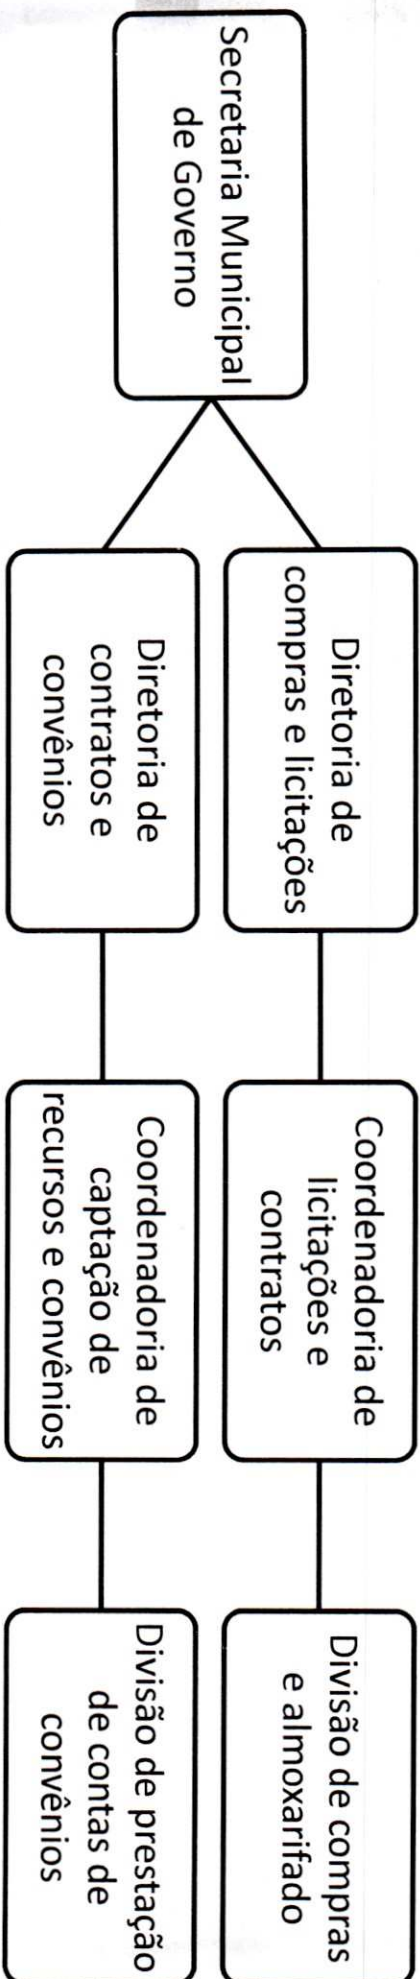 Secretaria Municipal
de Governo
Diretoria de
compras e licitações
Coordenadoria de
licitações e
contratos
Divisão de compras
e almoxarifado
Diretoria de
contratos e
convênios
Coordenadoria de
captação de
recursos e convênios
Divisão de prestação
de contas de
convênios